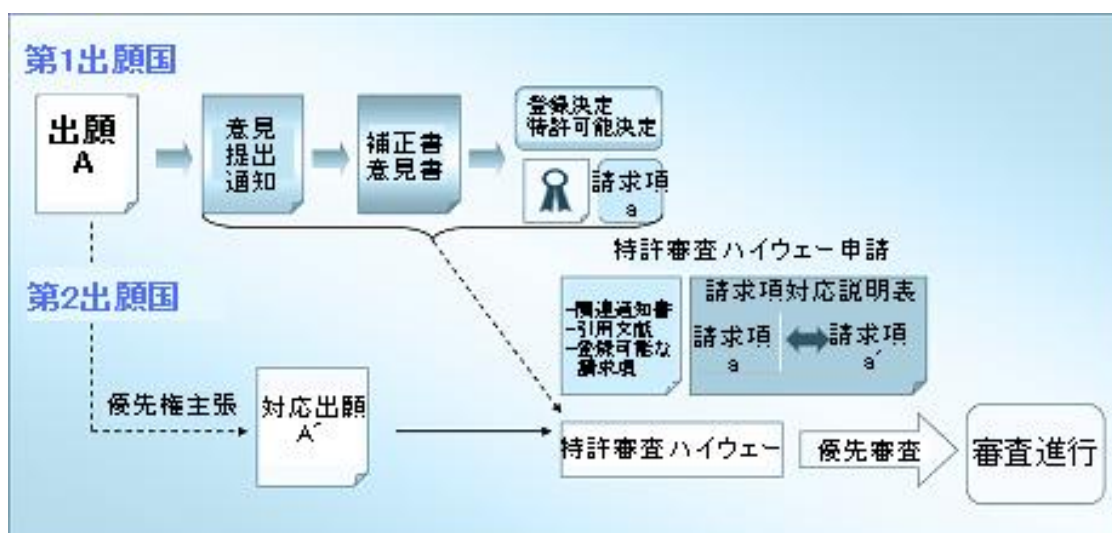 第1出願国
出願
A
意見
提出
通知
補正書
意見書
登録決定
特許可能決定
請求項
a
特許審査ハイウェー申請
第2出願国
-関連通知書
-引用文献
-登録可能な
請求項
請求項対応説明表
請求項
a
請求項
a´
優先権主張
対応出願
A´
特許審査ハイウェー
優先審査
審査進行